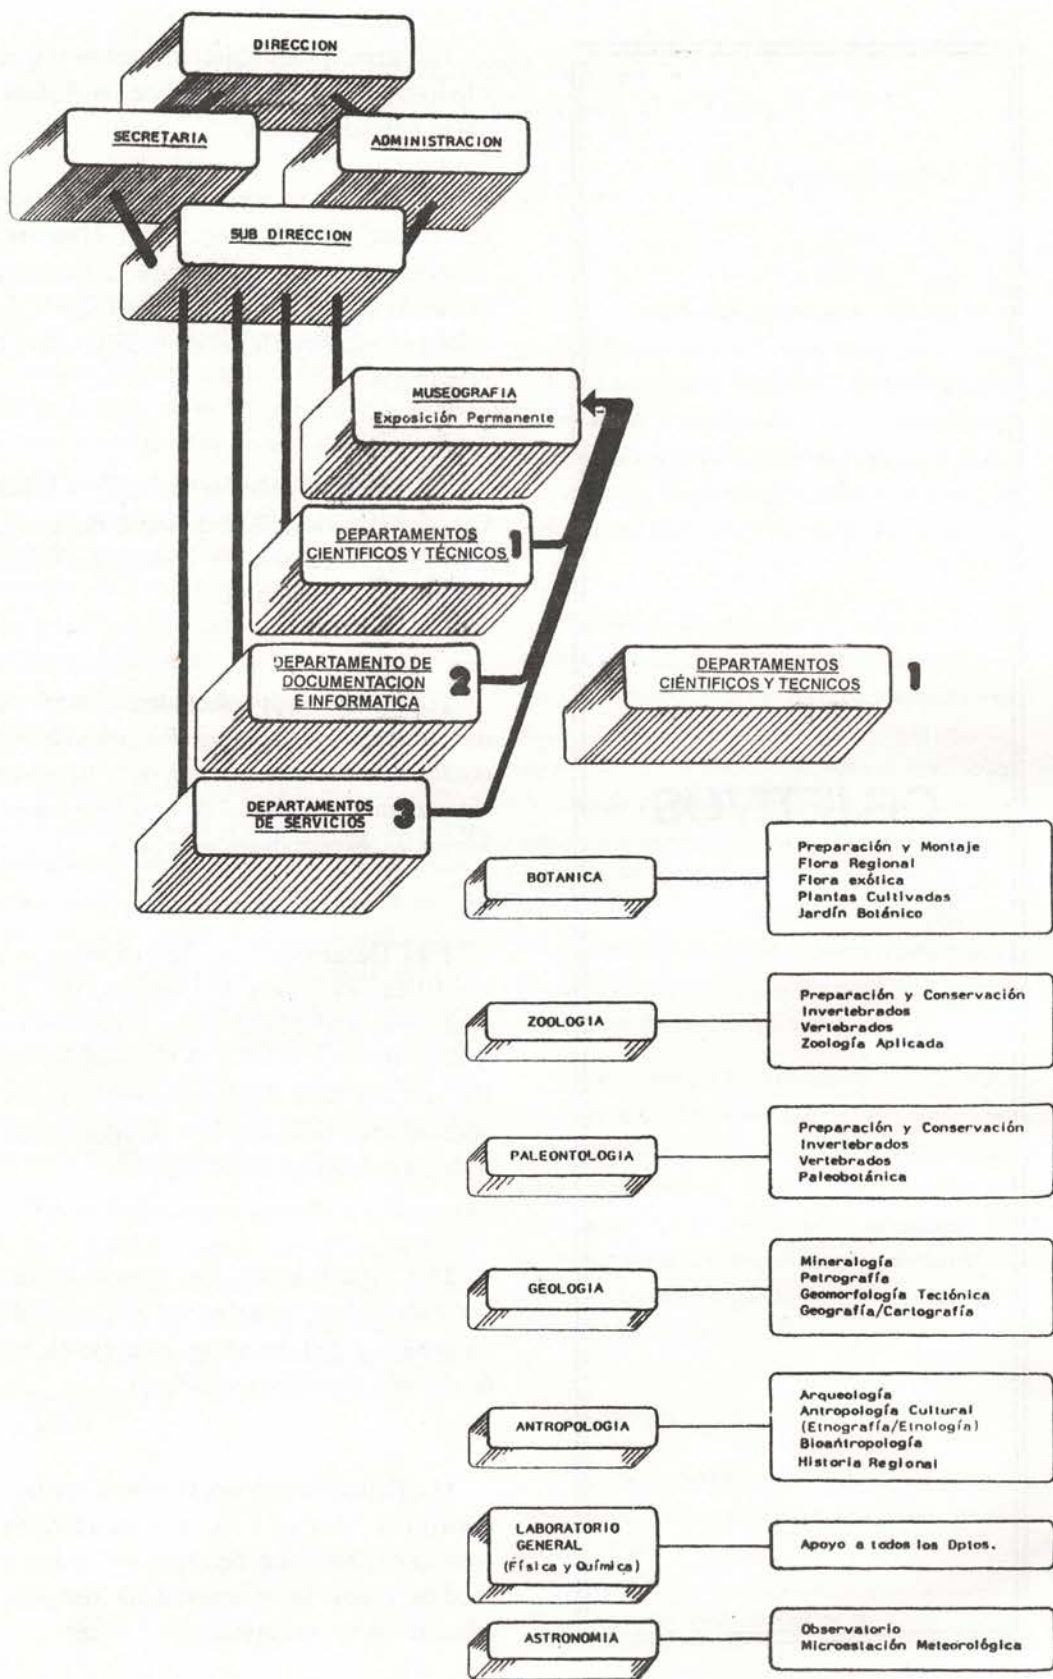 DIRECCION
SECRETARIA
ADMINISTRACION
SUB DIRECCION
MUSEOGRAFIA
Exposición Permanente
DEPARTAMENTOS
CIENTIFICOS Y TÉCNICOS
1
DEPARTAMENTO DE
DOCUMENTACION
E INFORMATICA
2
DEPARTAMENTOS
DE SERVICIOS
3
DEPARTAMENTOS
CIÉNTIFICOS Y TECNICOS
1
BOTANICA
Preparación y Montaje
Flora Regional
Flora exótica
Plantas Cultivadas
Jardín Botánico
ZOOLOGIA
Preparación y Conservación
Invertebrados
Vertebrados
Zoología Aplicada
PALEONTOLOGIA
Preparación y Conservación
Invertebrados
Vertebrados
Paleobotánica
GEOLOGIA
Mineralogía
Petrografía
Geomorfología Tectónica
Geografía/Cartografía
ANTROPOLOGIA
Arqueología
Antropología Cultural
(Etnografía/Etnología)
Bioantropología
Historia Regional
LABORATORIO
GENERAL
(Física y Química)
Apoyo a todos los Dptos.
ASTRONOMIA
Observatorio
Microestación Meteorológica